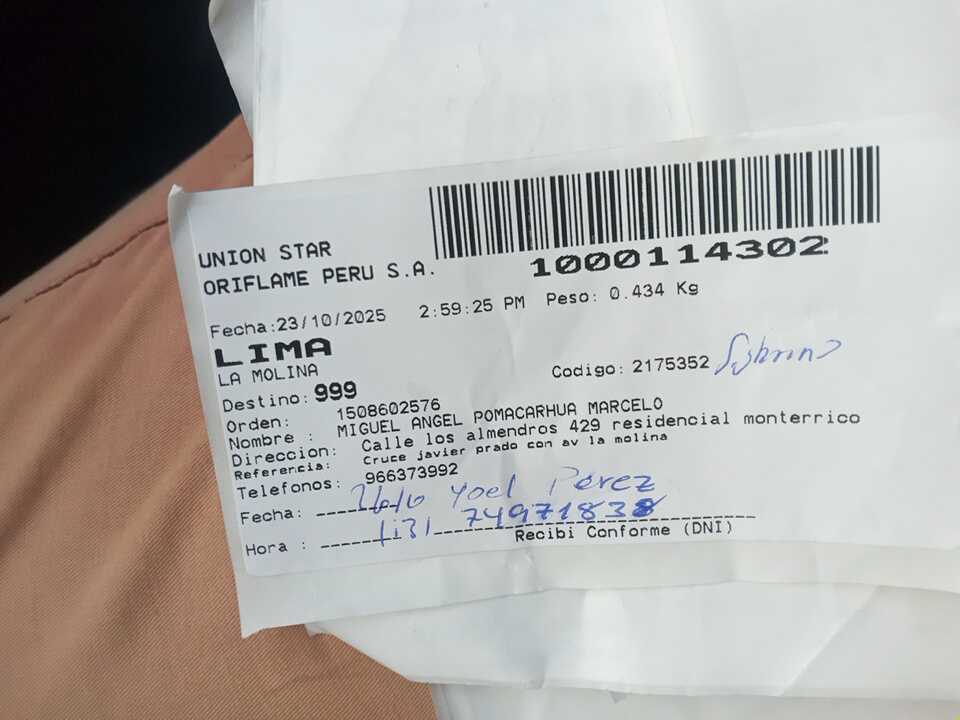 UNION STAR
ORIFLAME PERU S.A.
1000114302
Fecha:23/10/2025 2:59:25 PM Peso: 0.434 Kg
LIMA
LA MOLINA
Codigo: 2175352
Destino: 999
Orden: 1508602576
Nombre : MIGUEL ANGEL POMACARHUA MARCELO
Direccion: Calle los almendros 429 residencial monterrico
Referencia: Cruce javier prado con av la molina
Telefonos: 966373992
Fecha: Yoel Perez
Hora :
Recibi Conforme (DNI)